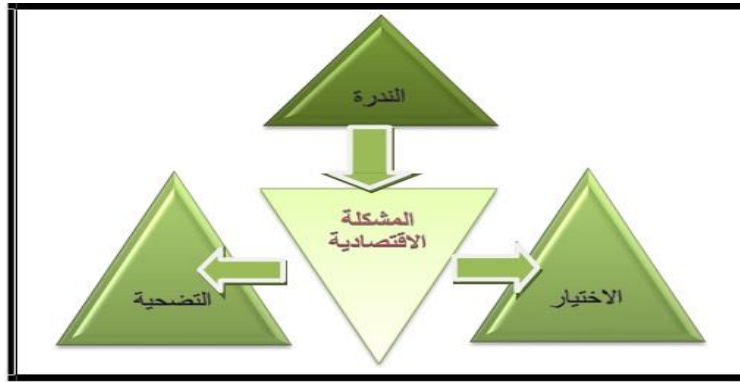 الندرة
المشكلة
الاقتصادية
الاختيار
التضحية